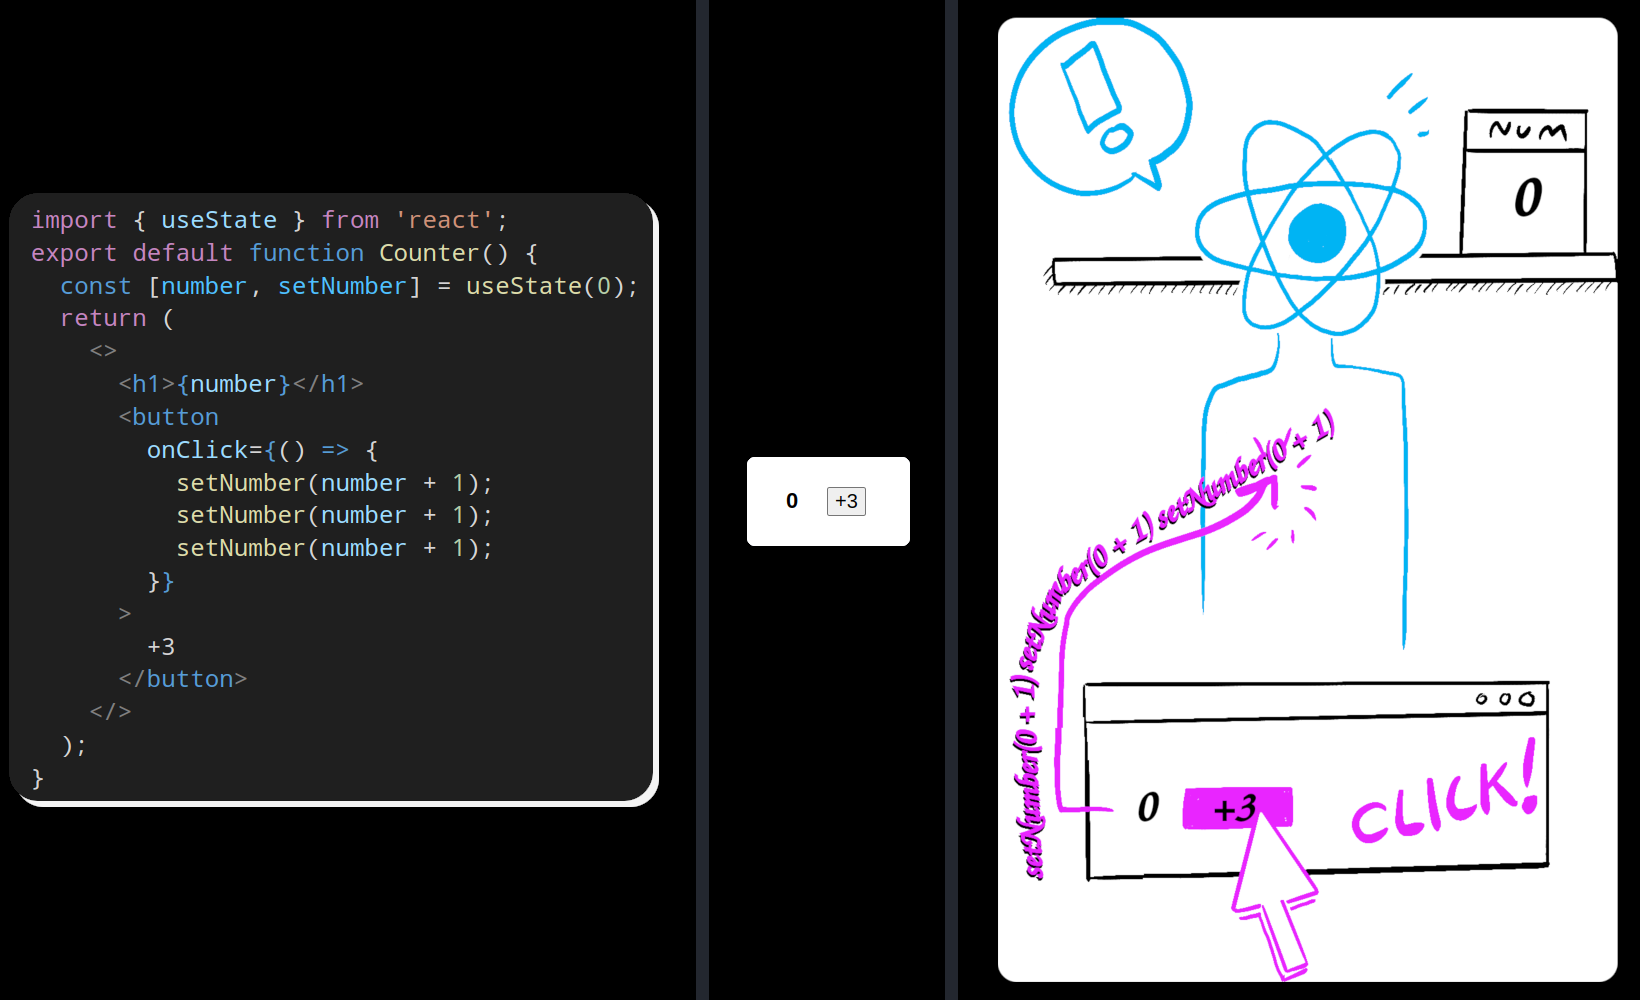 import { useState } from 'react';
export default function Counter() {
  const [number, setNumber] = useState(0);
  return (
    <>
      <h1>{number}</h1>
      <button
        onClick={() => {
          setNumber(number + 1);
          setNumber(number + 1);
          setNumber(number + 1);
        }}
      >
        +3
      </button>
    </>
  );
}
0 +3
!
NUM
0
setNumber(0 + 1) setNumber(0 + 1) setNumber(0 + 1)
0 +3 CLICK!